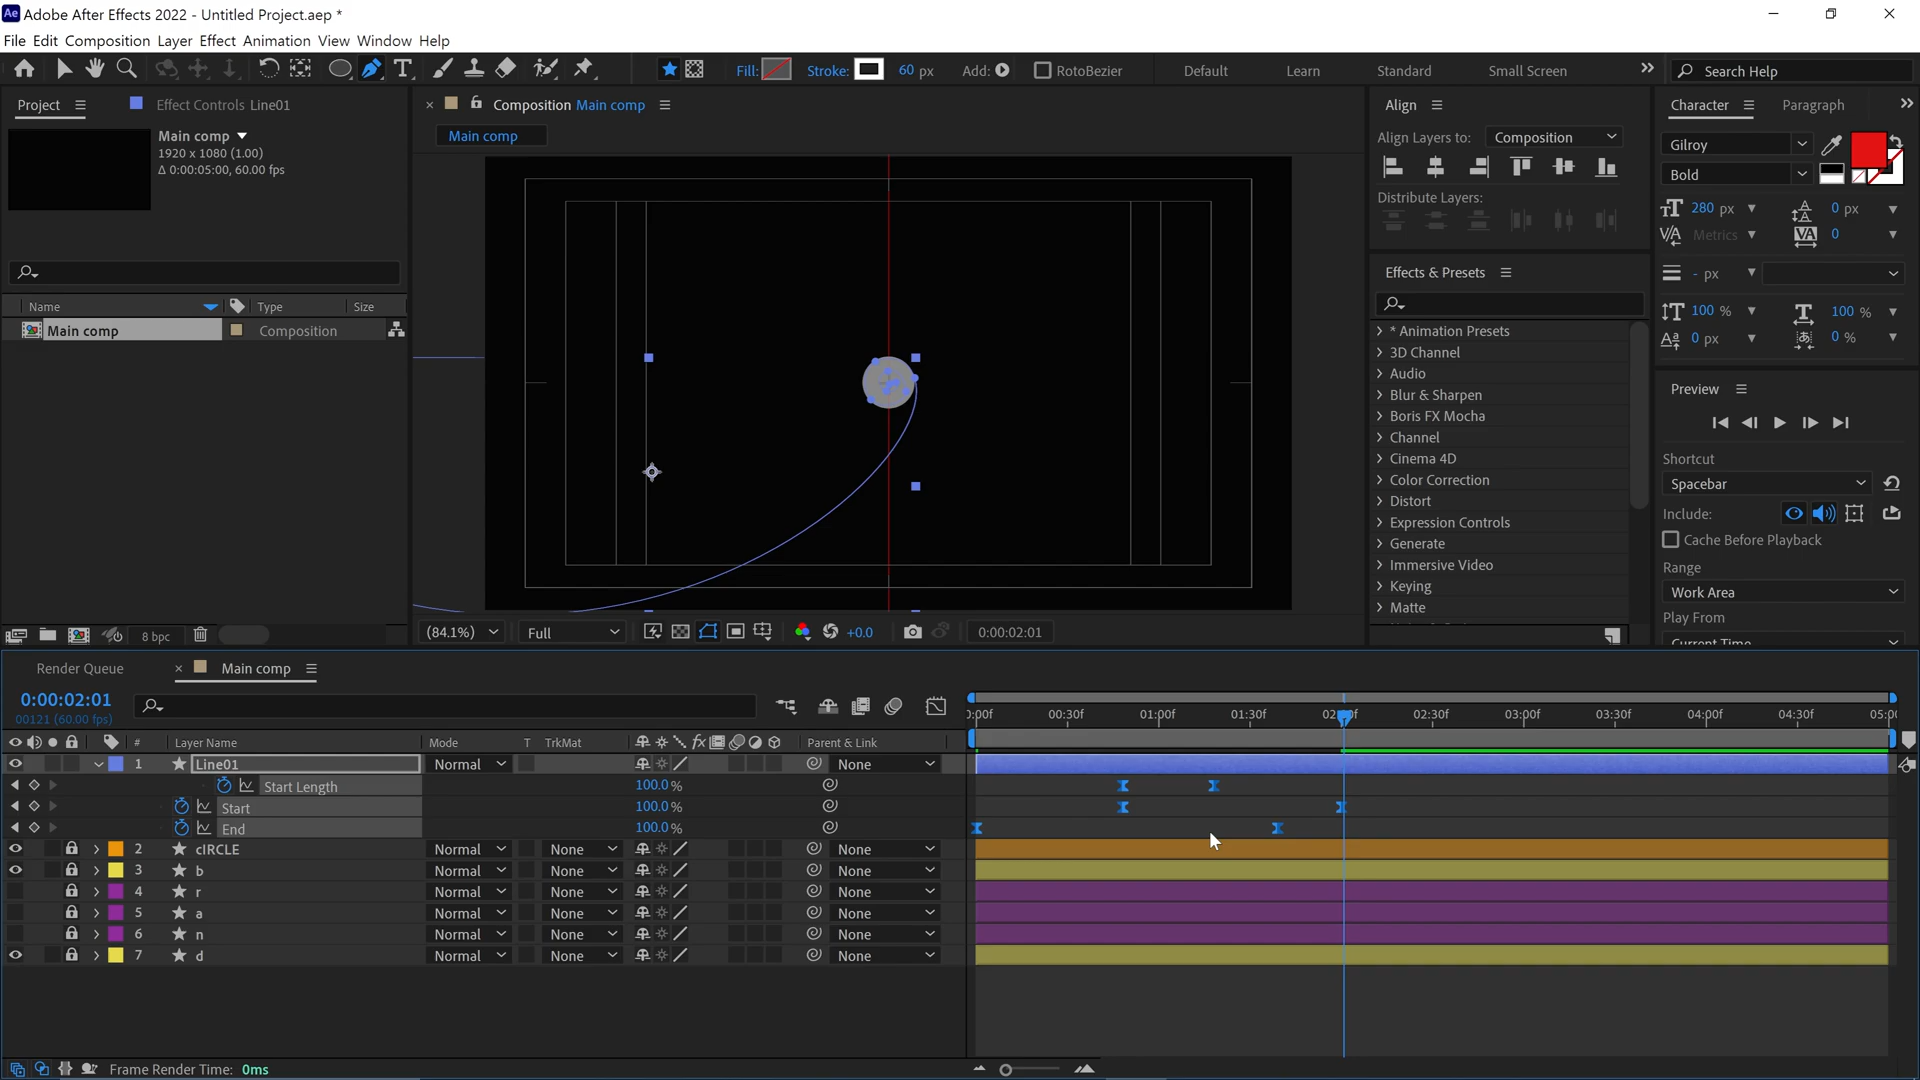 Ae Adobe After Effects 2022 - Untitled Project.aep *
File Edit Composition Layer Effect Animation View Window Help
Fill: Stroke: 60 px Add: RotoBezier Default Learn Standard Small Screen Search Help
Project Effect Controls Line01
Main comp
1920 x 1080 (1.00)
Δ 0:00:05:00, 60.00 fps
Name Type Size
Main comp Composition
8 bpc
Composition Main comp
Main comp
(84.1%) Full +0.0 0:00:02:01
Align
Align Layers to: Composition
Distribute Layers:
Effects & Presets
* Animation Presets
3D Channel
Audio
Blur & Sharpen
Boris FX Mocha
Channel
Cinema 4D
Color Correction
Distort
Expression Controls
Generate
Immersive Video
Keying
Matte
Character Paragraph
Gilroy
Bold
280 px 0 px
Metrics 0
- px
100 % 100 %
0 px 0 %
Preview
Shortcut
Spacebar
Include:
Cache Before Playback
Range
Work Area
Play From
Current Time
Render Queue Main comp
0:00:02:01
00121 (60.00 fps)
0:00f 00:30f 01:00f 01:30f 02:00f 02:30f 03:00f 03:30f 04:00f 04:30f 05:00
# Layer Name Mode T TrkMat fx Parent & Link
1 Line01 Normal None
Start Length 100.0 %
Start 100.0 %
End 100.0 %
2 cIRCLE Normal None None
3 b Normal None None
4 r Normal None None
5 a Normal None None
6 n Normal None None
7 d Normal None None
Frame Render Time: 0ms